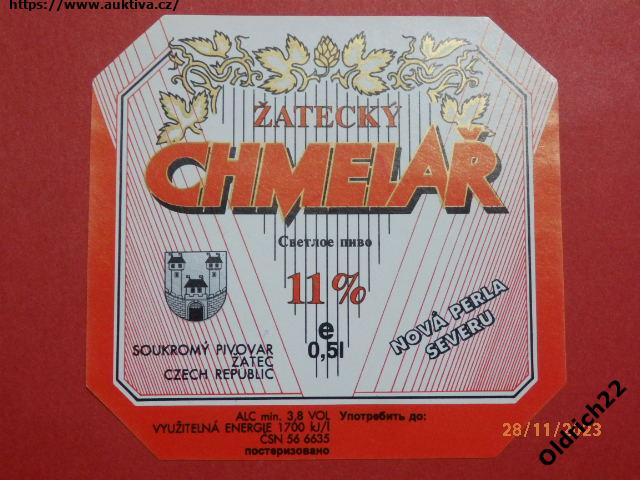 https://www.auktiva.cz/
ŽATECKÝ
CHMELAŘ
Светлое пиво
11%
e
0,5l
NOVÁ PERLA
SEVERU
SOUKROMÝ PIVOVAR
ŽATEC
CZECH REPUBLIC
ALC min. 3,8 VOL Употребить до:
VYUŽITELNÁ ENERGIE 1700 kJ/l
ČSN 56 6635
постеризовано
28/11/2023
Oldrich22